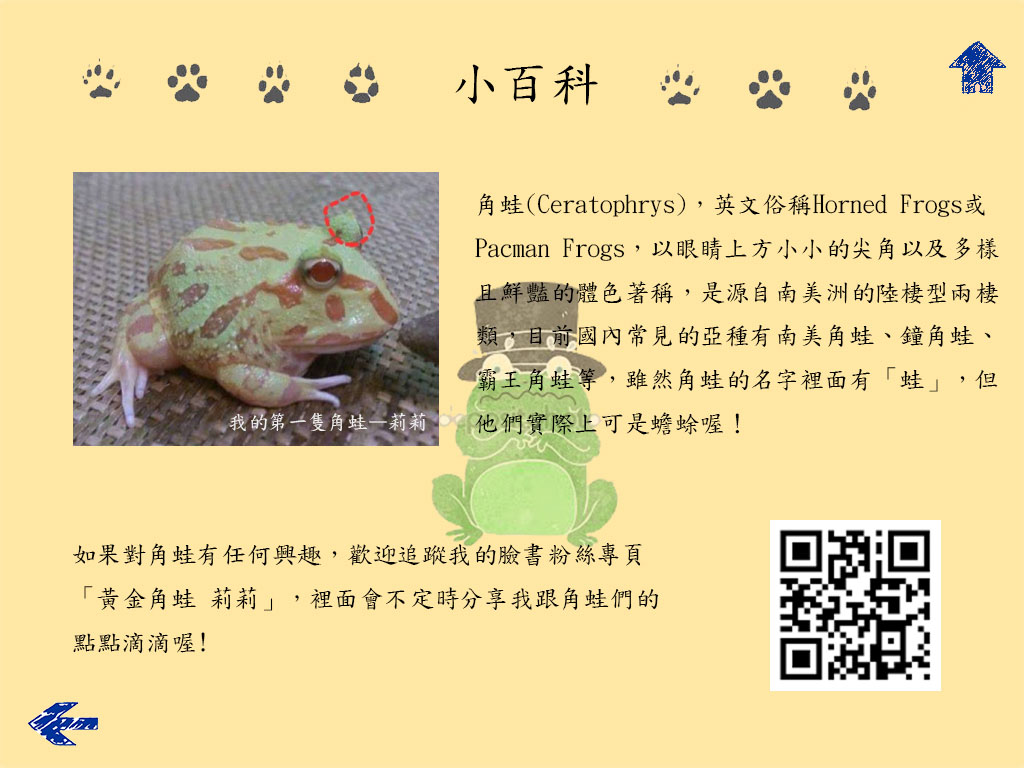 小百科
角蛙(Ceratophrys)，英文俗稱Horned Frogs或
Pacman Frogs，以眼睛上方小小的尖角以及多樣
且鮮豔的體色著稱，是源自南美洲的陸棲型兩棲
類，目前國內常見的亞種有南美角蛙、鐘角蛙、
霸王角蛙等，雖然角蛙的名字裡面有「蛙」，但
他們實際上可是蟾蜍喔！
我的第一隻角蛙—莉莉
如果對角蛙有任何興趣，歡迎追蹤我的臉書粉絲專頁
「黃金角蛙 莉莉」，裡面會不定時分享我跟角蛙們的
點點滴滴喔!